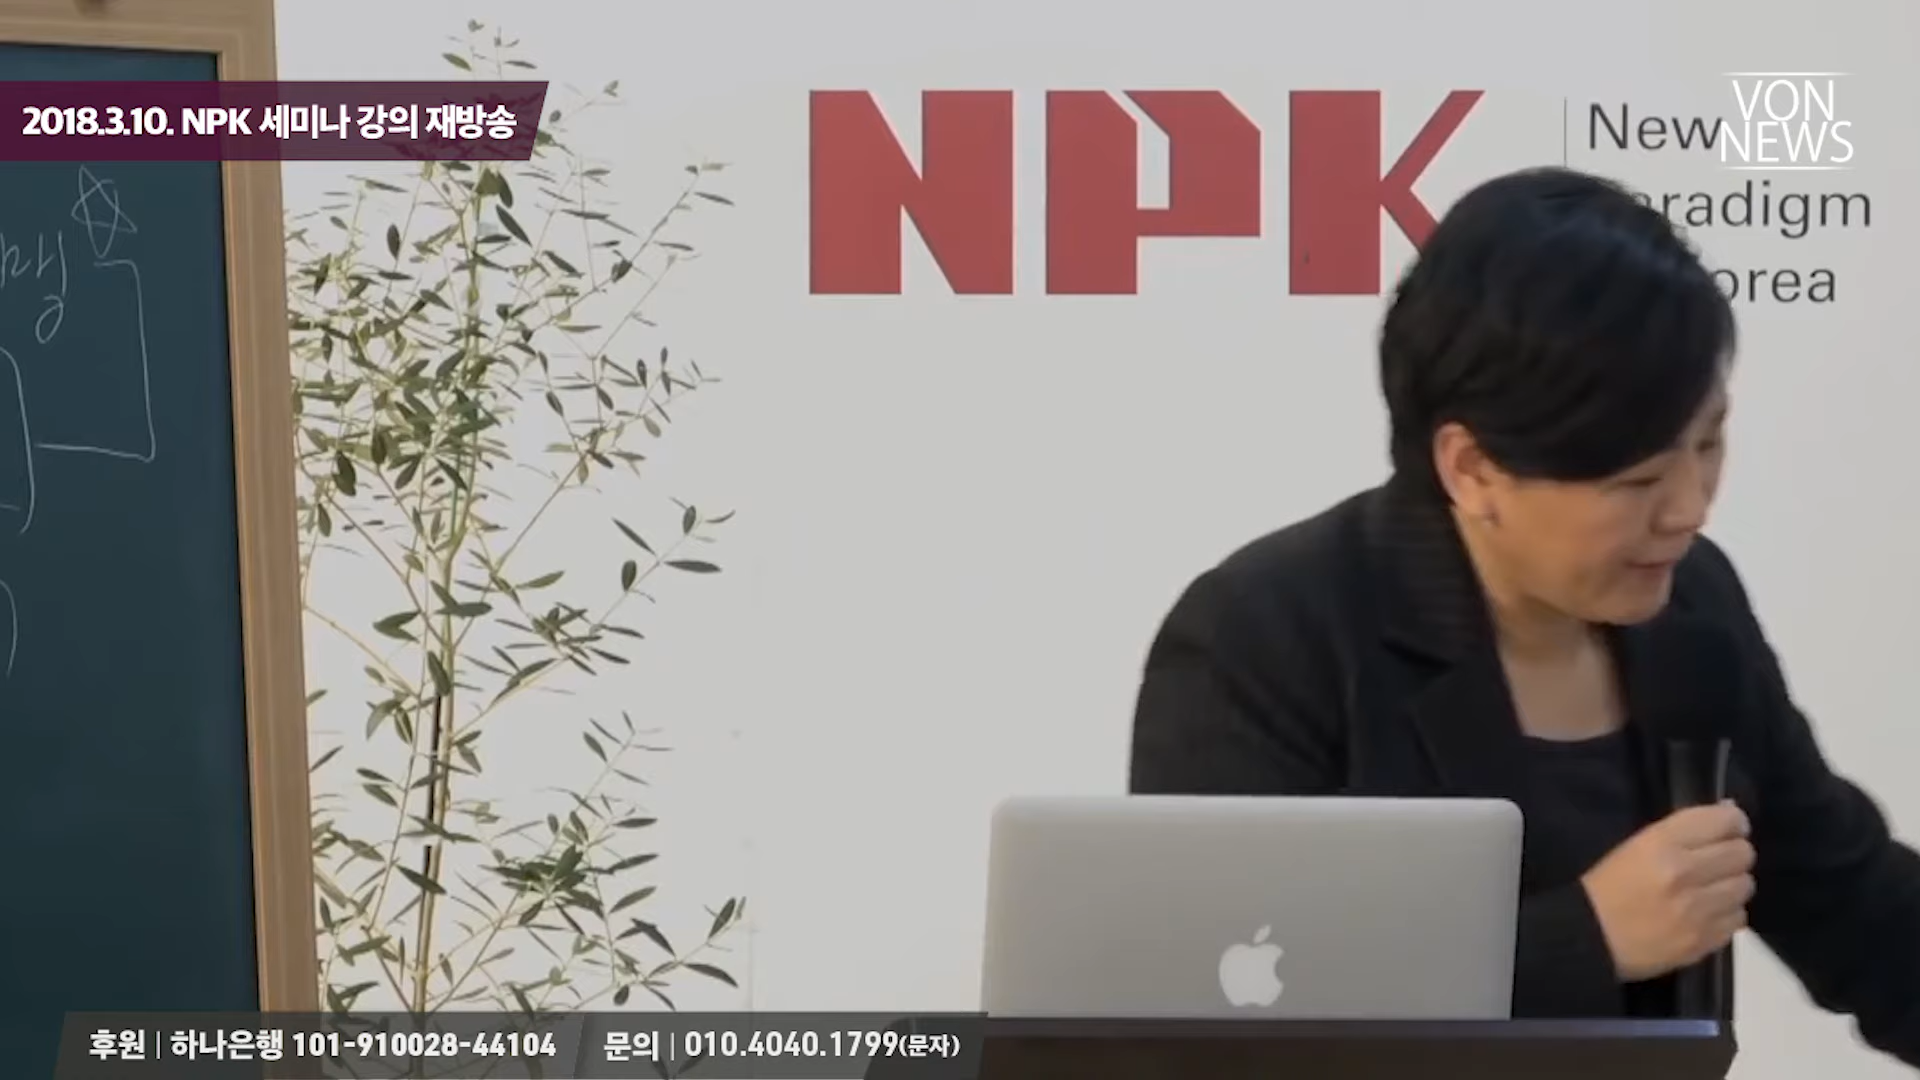 2018.3.10. NPK 세미나 강의 재방송
VON
NEWS
NPK
New
radigm
orea
후원 | 하나은행 101-910028-44104 문의 | 010.4040.1799(문자)